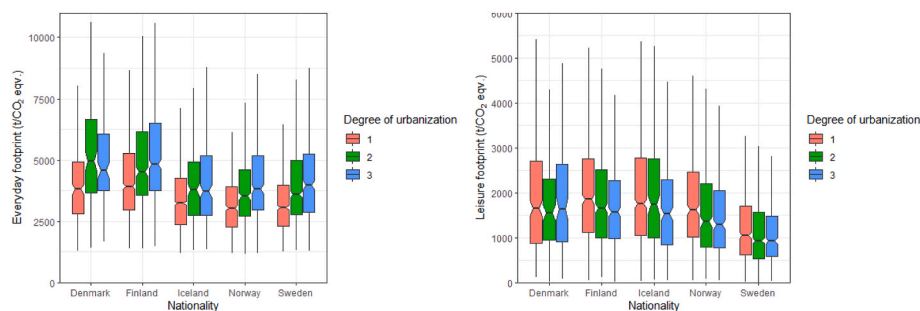 Everyday footprint (t/CO₂ eqv.)
10000
7500
5000
2500
0
Denmark Finland Iceland Norway Sweden
Nationality
Degree of urbanization
1
2
3
Leisure footprint (t/CO₂ eqv.)
6000
5000
4000
3000
2000
1000
0
Denmark Finland Iceland Norway Sweden
Nationality
Degree of urbanization
1
2
3